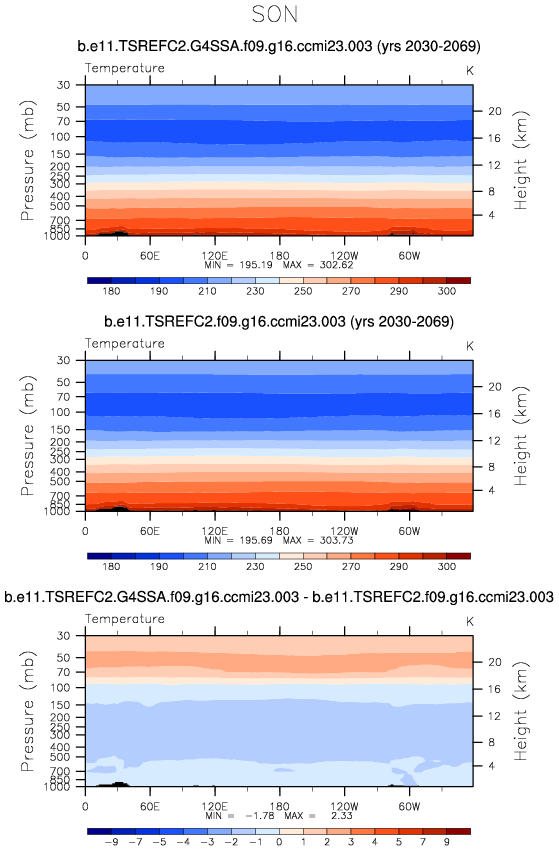 SON
b.e11.TSREFC2.G4SSA.f09.g16.ccmi23.003 (yrs 2030-2069)
Temperature K
30
50
70
100
150
200
250
300
400
500
700
850
1000
Pressure (mb)
20
16
12
8
4
Height (km)
0 60E 120E 180 120W 60W
MIN = 195.19 MAX = 302.62
180 190 210 230 250 270 290 300
b.e11.TSREFC2.f09.g16.ccmi23.003 (yrs 2030-2069)
Temperature K
30
50
70
100
150
200
250
300
400
500
700
850
1000
Pressure (mb)
20
16
12
8
4
Height (km)
0 60E 120E 180 120W 60W
MIN = 195.69 MAX = 303.73
180 190 210 230 250 270 290 300
b.e11.TSREFC2.G4SSA.f09.g16.ccmi23.003 - b.e11.TSREFC2.f09.g16.ccmi23.003
Temperature K
30
50
70
100
150
200
250
300
400
500
700
850
1000
Pressure (mb)
20
16
12
8
4
Height (km)
0 60E 120E 180 120W 60W
MIN = -1.78 MAX = 2.33
-9 -7 -5 -4 -3 -2 -1 0 1 2 3 4 5 7 9